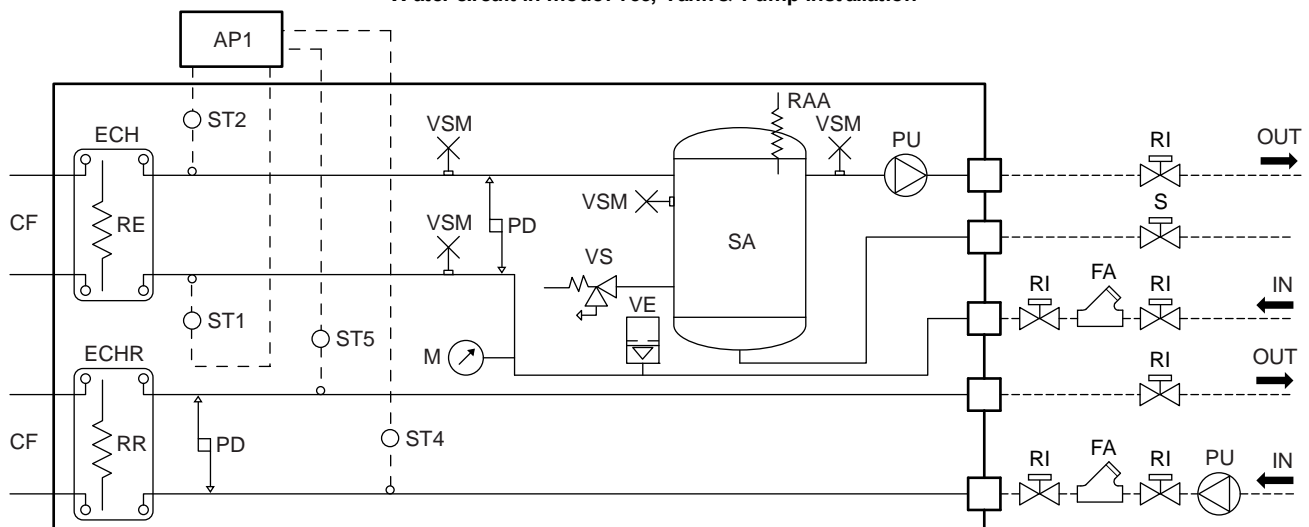 Water circuit in model Tank Pump installation
AP1
RAA
ST2
VSM
VSM
PU
RI
OUT
ECH
CF
RE
VSM
PD
VSM
SA
S
VS
VE
RI
FA
RI
IN
ST1
ST5
M
ECHR
RI
OUT
CF
RR
PD
ST4
RI
FA
RI
PU
IN